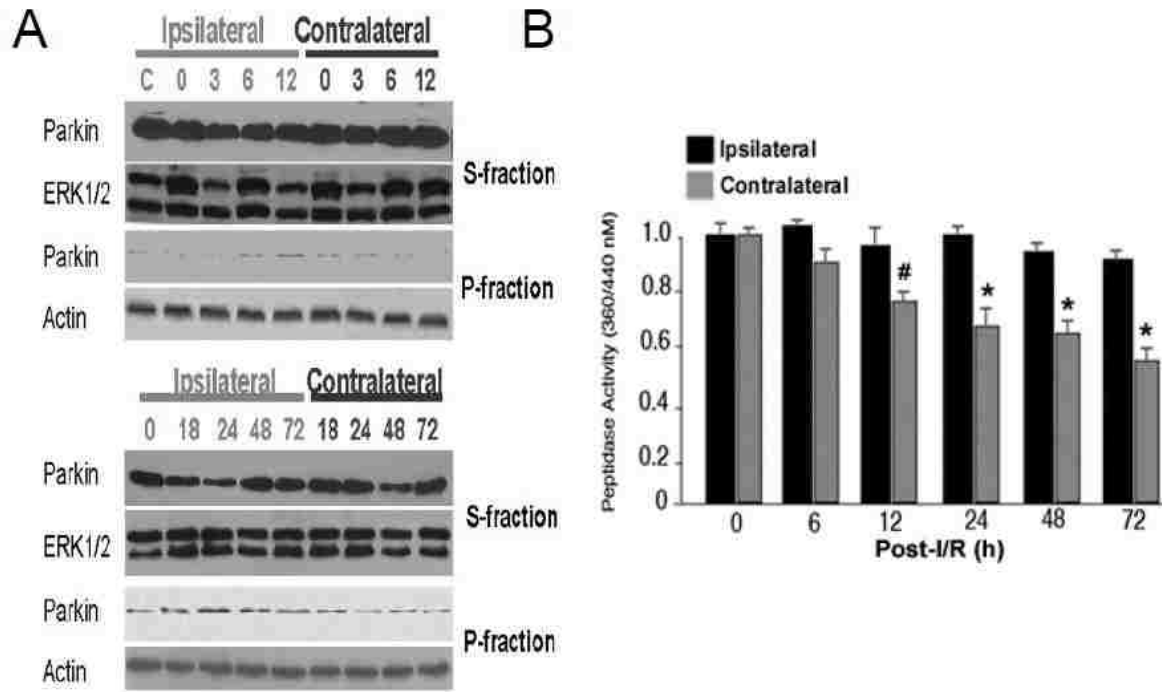 A
Ipsilateral Contralateral
C 0 3 6 12 0 3 6 12
Parkin
ERK1/2
S-fraction
Parkin
Actin
P-fraction
Ipsilateral Contralateral
0 18 24 48 72 18 24 48 72
Parkin
ERK1/2
S-fraction
Parkin
Actin
P-fraction
B
Ipsilateral
Contralateral
Peptidase Activity (360/440 nM)
1.0
0.8
0.6
0.4
0.2
0
# * * *
0 6 12 24 48 72
Post-I/R (h)